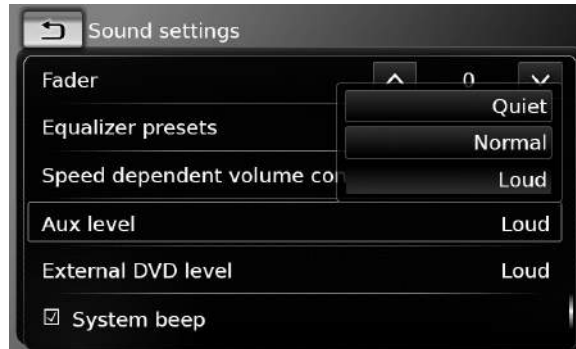 Sound settings
Fader 0
Quiet
Equalizer presets
Normal
Speed dependent volume con
Loud
Aux level Loud
External DVD level Loud
System beep